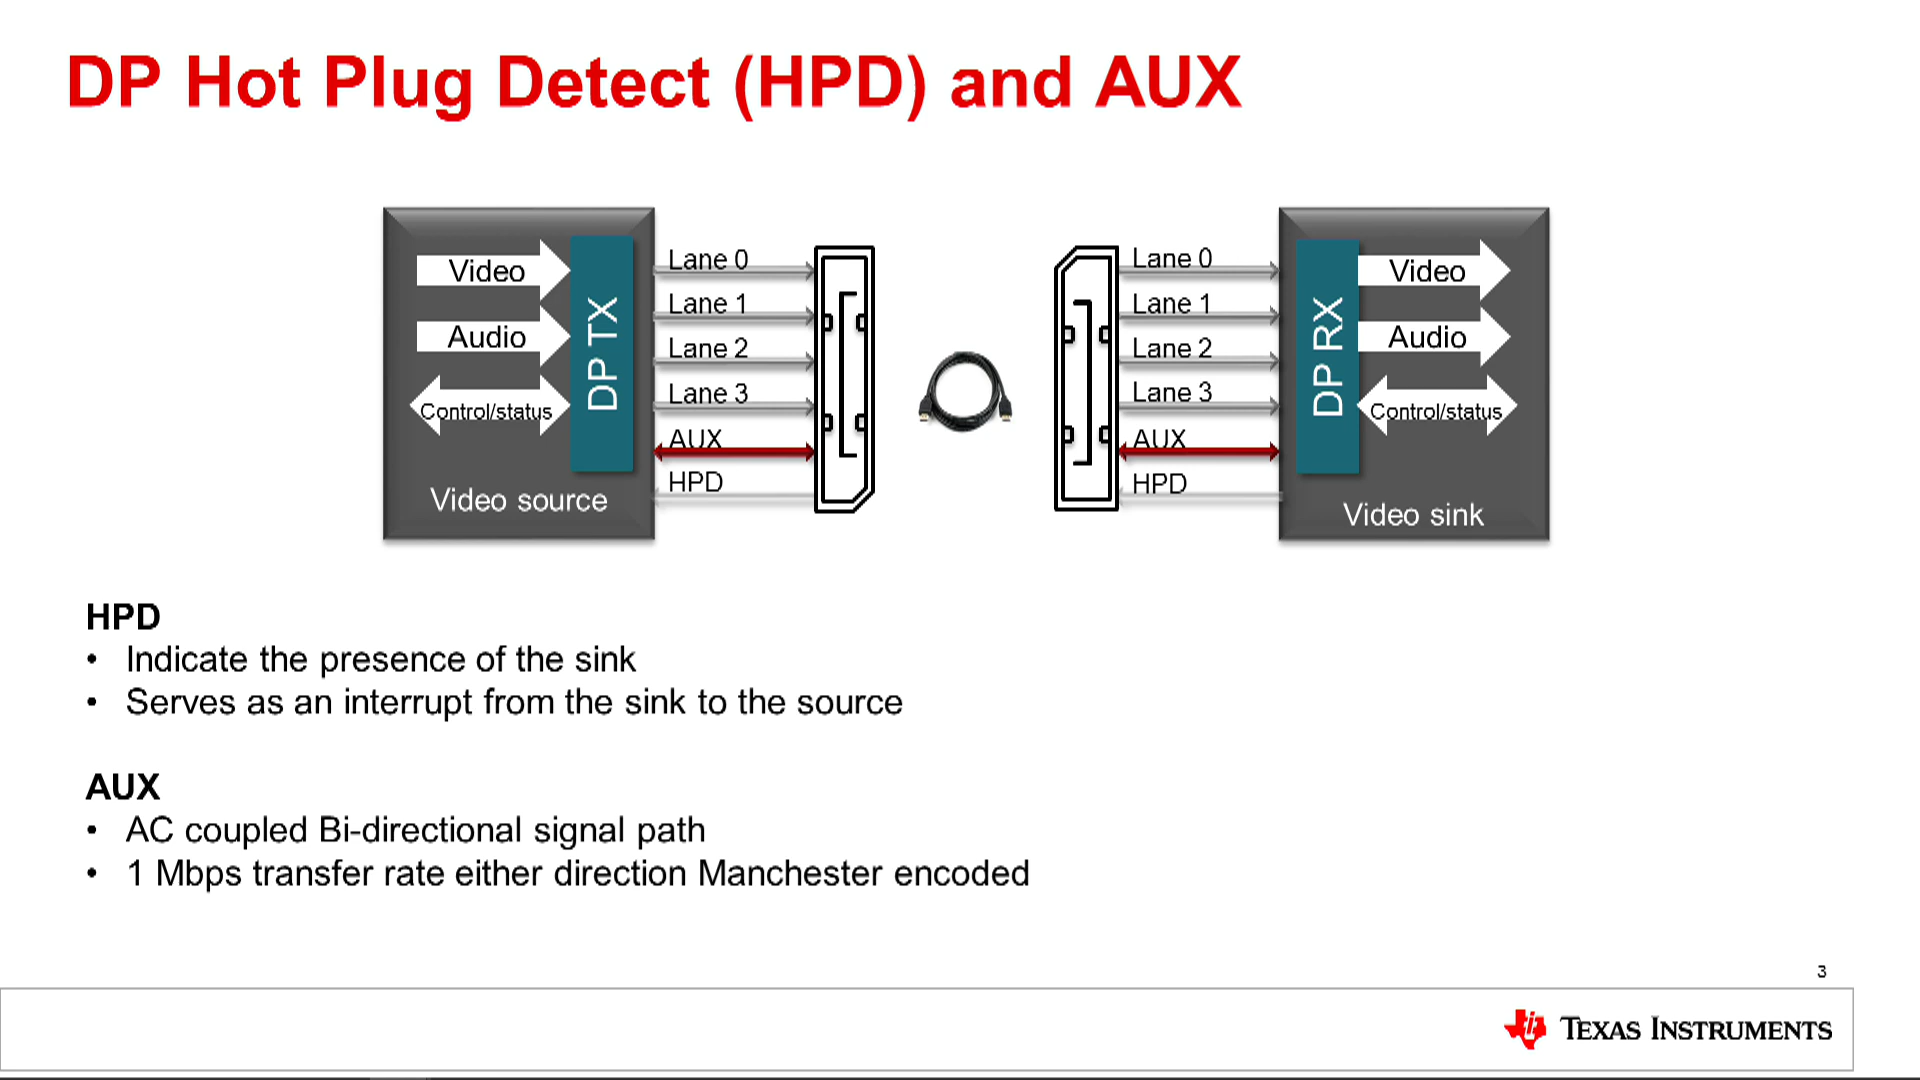 DP Hot Plug Detect (HPD) and AUX
Video
Audio
Control/status
DP TX
Video source
Lane 0
Lane 1
Lane 2
Lane 3
AUX
HPD
Lane 0
Lane 1
Lane 2
Lane 3
AUX
HPD
DP RX
Video
Audio
Control/status
Video sink
HPD
• Indicate the presence of the sink
• Serves as an interrupt from the sink to the source
AUX
• AC coupled Bi-directional signal path
• 1 Mbps transfer rate either direction Manchester encoded
3
TEXAS INSTRUMENTS